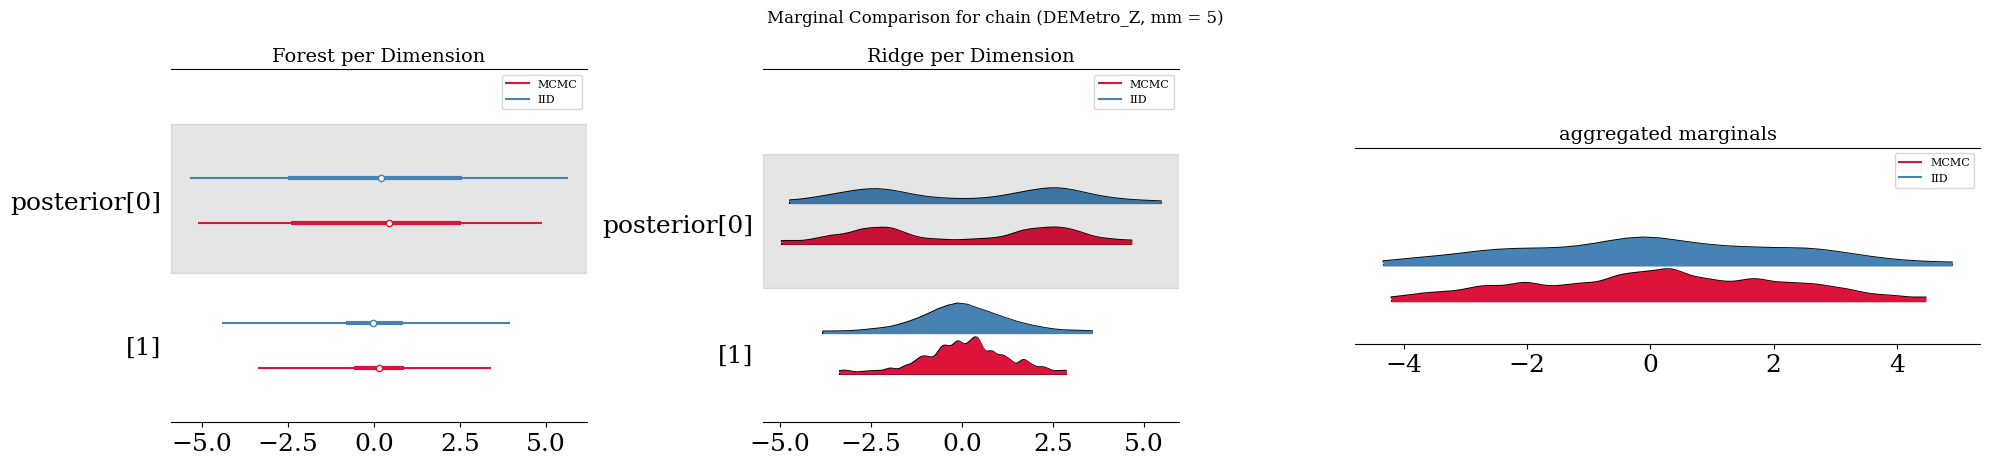 Marginal Comparison for chain (DEMetro_Z, mm = 5)
Forest per Dimension
MCMC
IID
posterior[0]
[1]
−5.0 −2.5 0.0 2.5 5.0
Ridge per Dimension
MCMC
IID
posterior[0]
[1]
−5.0 −2.5 0.0 2.5 5.0
aggregated marginals
MCMC
IID
−4 −2 0 2 4